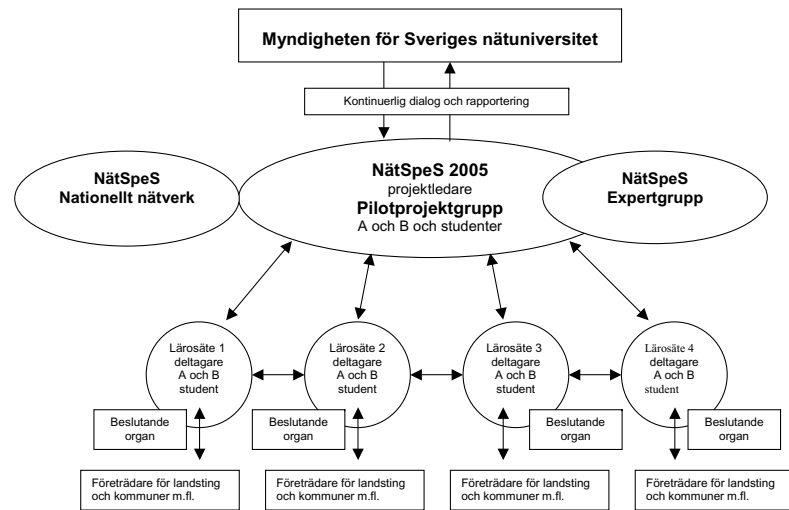 Myndigheten för Sveriges nätuniversitet
Kontinuerlig dialog och rapportering
NätSpeS
Nationellt nätverk
NätSpeS 2005
projektledare
Pilotprojektgrupp
A och B och studenter
NätSpeS
Expertgrupp
Lärosäte 1
deltagare
A och B
student
Lärosäte 2
deltagare
A och B
student
Lärosäte 3
deltagare
A och B
student
Lärosäte 4
deltagare
A och B
student
Beslutande
organ
Beslutande
organ
Beslutande
organ
Beslutande
organ
Företrädare för landsting
och kommuner m.fl.
Företrädare för landsting
och kommuner m.fl.
Företrädare för landsting
och kommuner m.fl.
Företrädare för landsting
och kommuner m.fl.